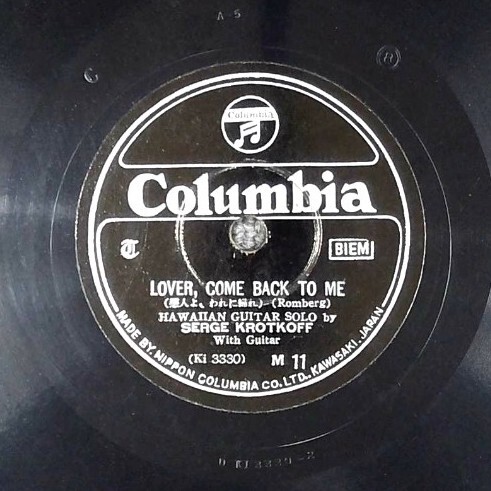 A-5
G
R
Columbia
Columbia
T
BIEM
LOVER, COME BACK TO ME
(恋人よ、われに帰れ) (Romberg)
HAWAIIAN GUITAR SOLO by
SERGE KROTKOFF
With Guitar
(Ki 3330) M 11
MADE BY NIPPON COLUMBIA CO. LTD., KAWASAKI, JAPAN.